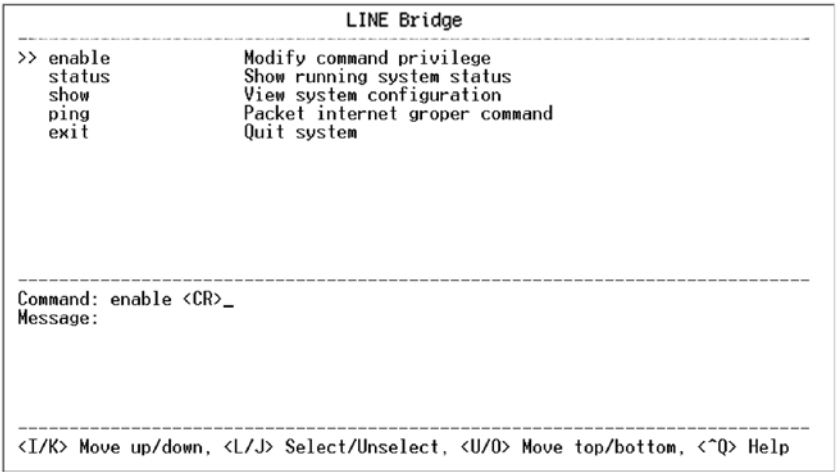 LINE Bridge
>> enable Modify command privilege
status Show running system status
show View system configuration
ping Packet internet groper command
exit Quit system
Command: enable <CR>_
Message:
<I/K> Move up/down, <L/J> Select/Unselect, <U/O> Move top/bottom, <^Q> Help